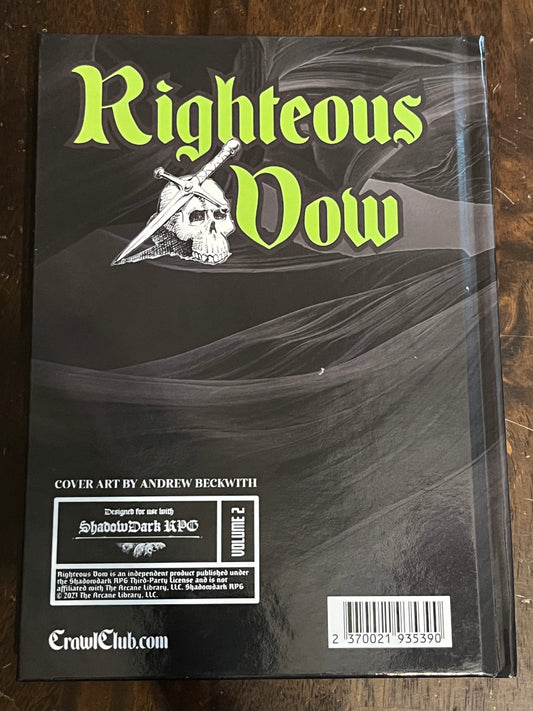 Righteous
Vow
COVER ART BY ANDREW BECKWITH
Designed for use with
ShadowDark RPG
VOLUME 2
Righteous Vow is an independent product published under
the Shadowdark RPG Third-Party License and is not
affiliated with The Arcane Library, LLC. Shadowdark RPG
© 2023 The Arcane Library, LLC.
CrawlClub.com
2 370021 935390